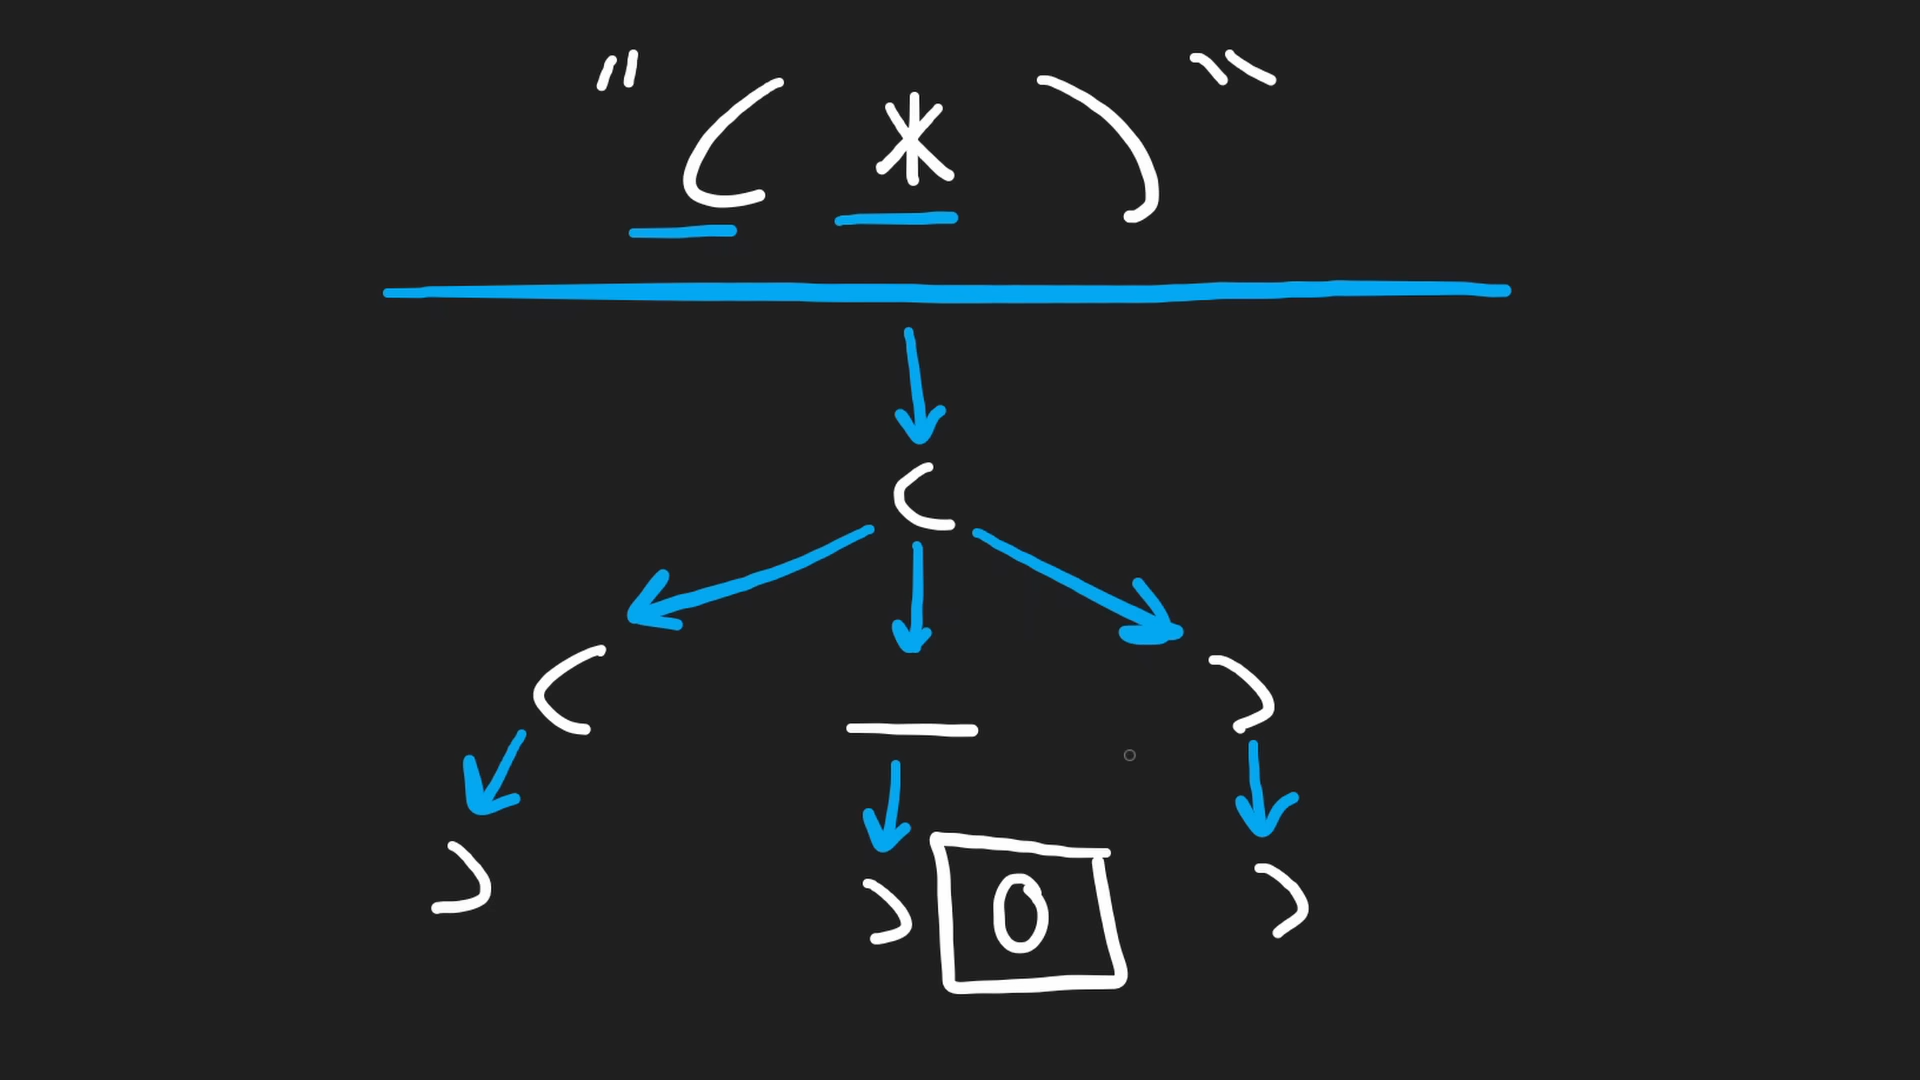 "(*)"
(
( _ )
) ) 0 )